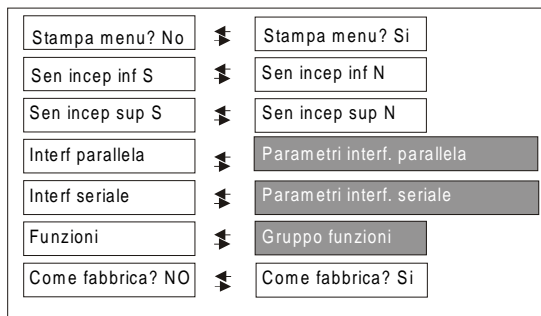 Stampa menu? No
Stampa menu? Si
Sen incep inf S
Sen incep inf N
Sen incep sup S
Sen incep sup N
Interf parallela
Parametri interf. parallela
Interf seriale
Parametri interf. seriale
Funzioni
Gruppo funzioni
Come fabbrica? NO
Come fabbrica? Si